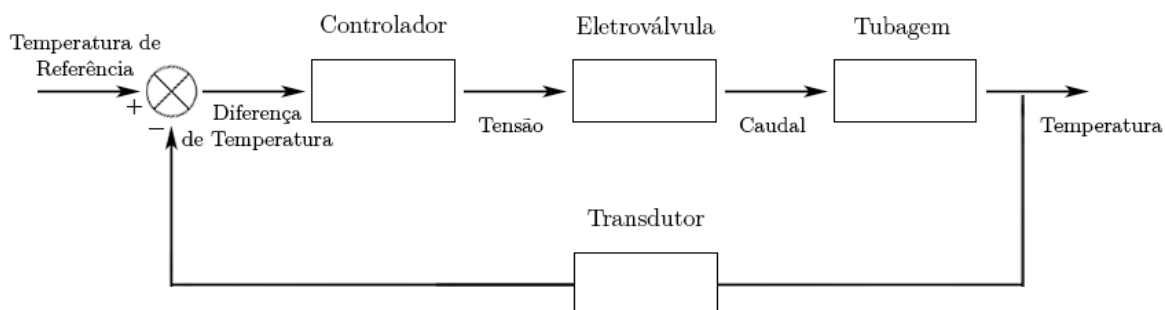 Controlador
Eletroválvula
Tubagem
Temperatura de
Referência
+
−
Diferença
de Temperatura
Tensão
Caudal
Temperatura
Transdutor